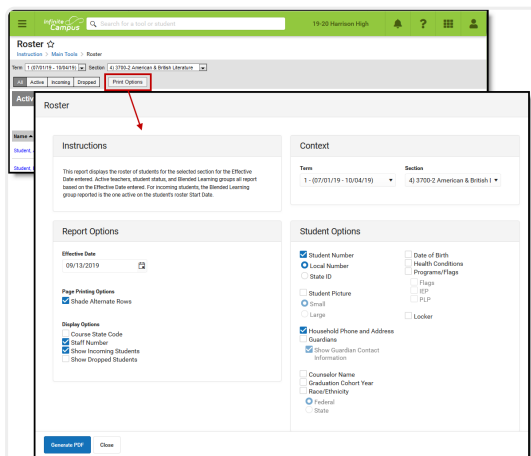 Infinite Campus
Search for a tool or student
19-20 Harrison High
?
Roster
Instruction > Main Tools > Roster
Term 1 (07/01/19 - 10/04/19) Section 4) 3700-2 American & British Literature
All Active Incoming Dropped Print Options
Activ
Name
Student,
Student,
Roster
Instructions
This report displays the roster of students for the selected section for the Effective
Date entered. Active teachers, student status, and Blended Learning groups all report
based on the Effective Date entered. For incoming students, the Blended Learning
group reported is the one active on the student's roster Start Date.
Context
Term
Section
1 - (07/01/19 - 10/04/19)
4) 3700-2 American & British l
Report Options
Effective Date
09/13/2019
Page Printing Options
Shade Alternate Rows
Display Options
Course State Code
Staff Number
Show Incoming Students
Show Dropped Students
Student Options
Student Number
Local Number
State ID
Student Picture
Small
Large
Household Phone and Address
Guardians
Show Guardian Contact
Information
Counselor Name
Graduation Cohort Year
Race/Ethnicity
Federal
State
Date of Birth
Health Conditions
Programs/Flags
Flags
IEP
PLP
Locker
Generate PDF
Close